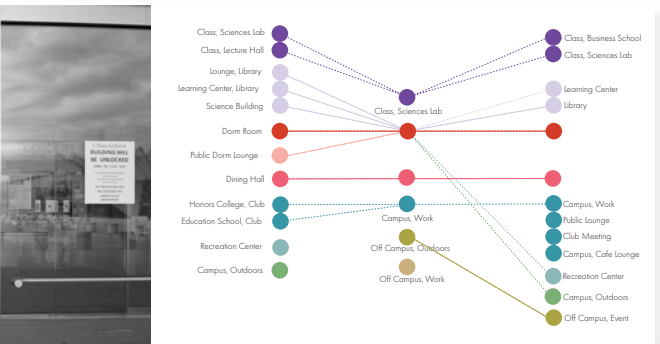 BUILDING WILL
BE UNLOCKED
Class, Sciences Lab
Class, Lecture Hall
Lounge, Library
Learning Center, Library
Science Building
Dorm Room
Public Dorm Lounge
Dining Hall
Honors College, Club
Education School, Club
Recreation Center
Campus, Outdoors
Class, Sciences Lab
Campus, Work
Off Campus, Outdoors
Off Campus, Work
Class, Business School
Class, Sciences Lab
Learning Center
Library
Campus, Work
Public Lounge
Club Meeting
Campus, Cafe Lounge
Recreation Center
Campus, Outdoors
Off Campus, Event